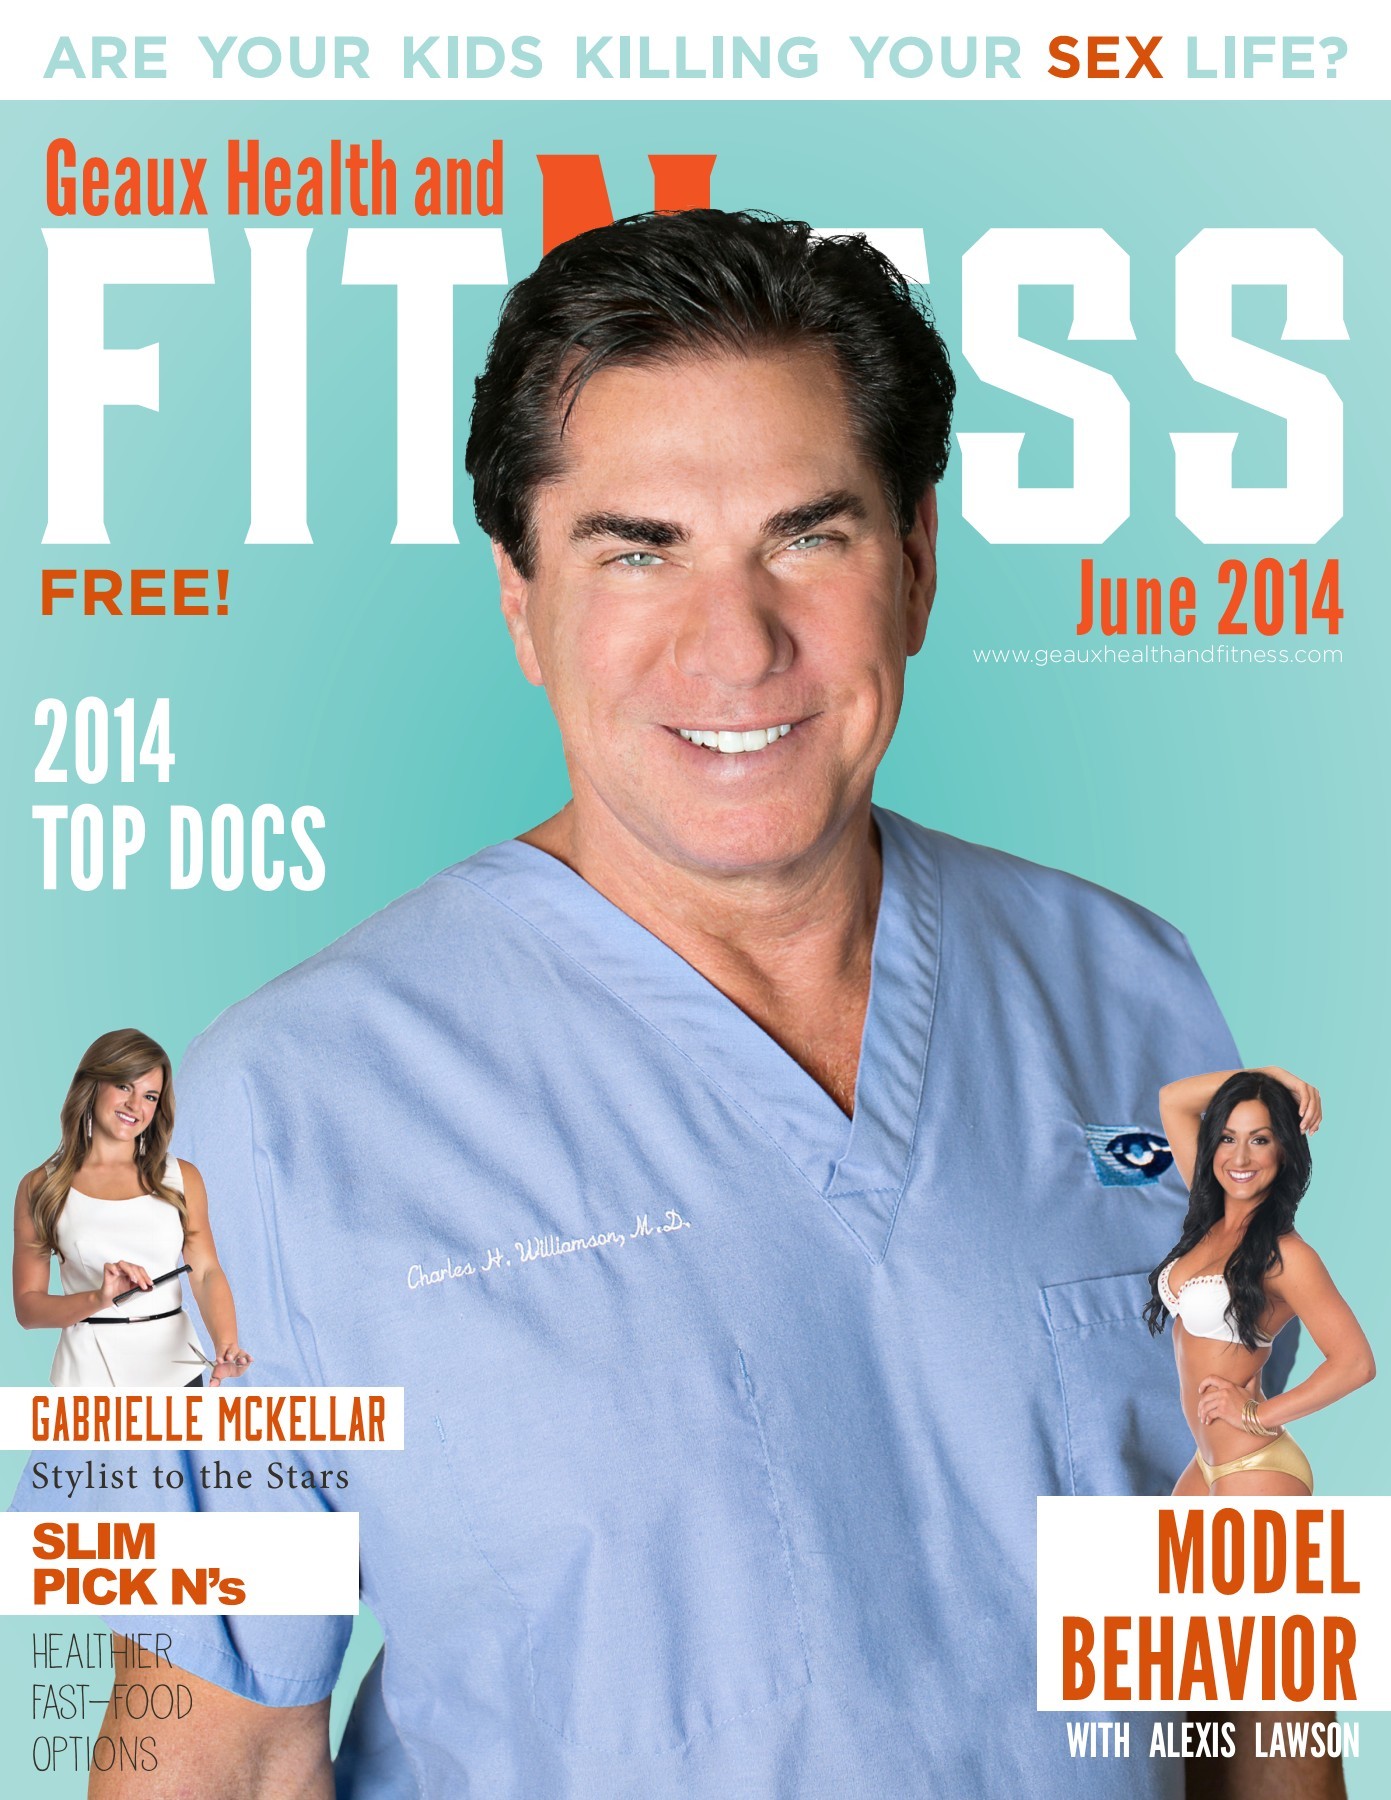 ARE YOUR KIDS KILLING YOUR SEX LIFE?
Geaux Health and
FITNESS
FREE!
June 2014
www.geauxhealthandfitness.com
2014
TOP DOCS
Charles H. Williamson, M.D.
GABRIELLE MCKELLAR
Stylist to the Stars
SLIM
PICK N's
HEALTHIER
FAST-FOOD
OPTIONS
MODEL
BEHAVIOR
WITH ALEXIS LAWSON